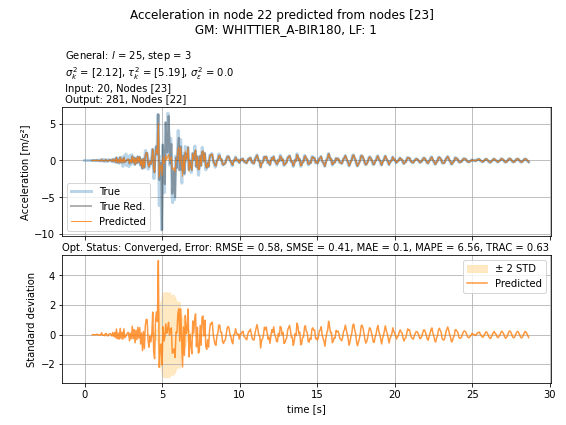 Acceleration in node 22 predicted from nodes [23]
GM: WHITTIER_A-BIR180, LF: 1
General: l = 25, step = 3
σ²ₖ = [2.12], τ²ₖ = [5.19], σ²_ε = 0.0
Input: 20, Nodes [23]
Output: 281, Nodes [22]
Acceleration [m/s²]
5
0
−5
−10
True
True Red.
Predicted
Opt. Status: Converged, Error: RMSE = 0.58, SMSE = 0.41, MAE = 0.1, MAPE = 6.56, TRAC = 0.63
Standard deviation
4
2
0
−2
± 2 STD
Predicted
0 5 10 15 20 25 30
time [s]